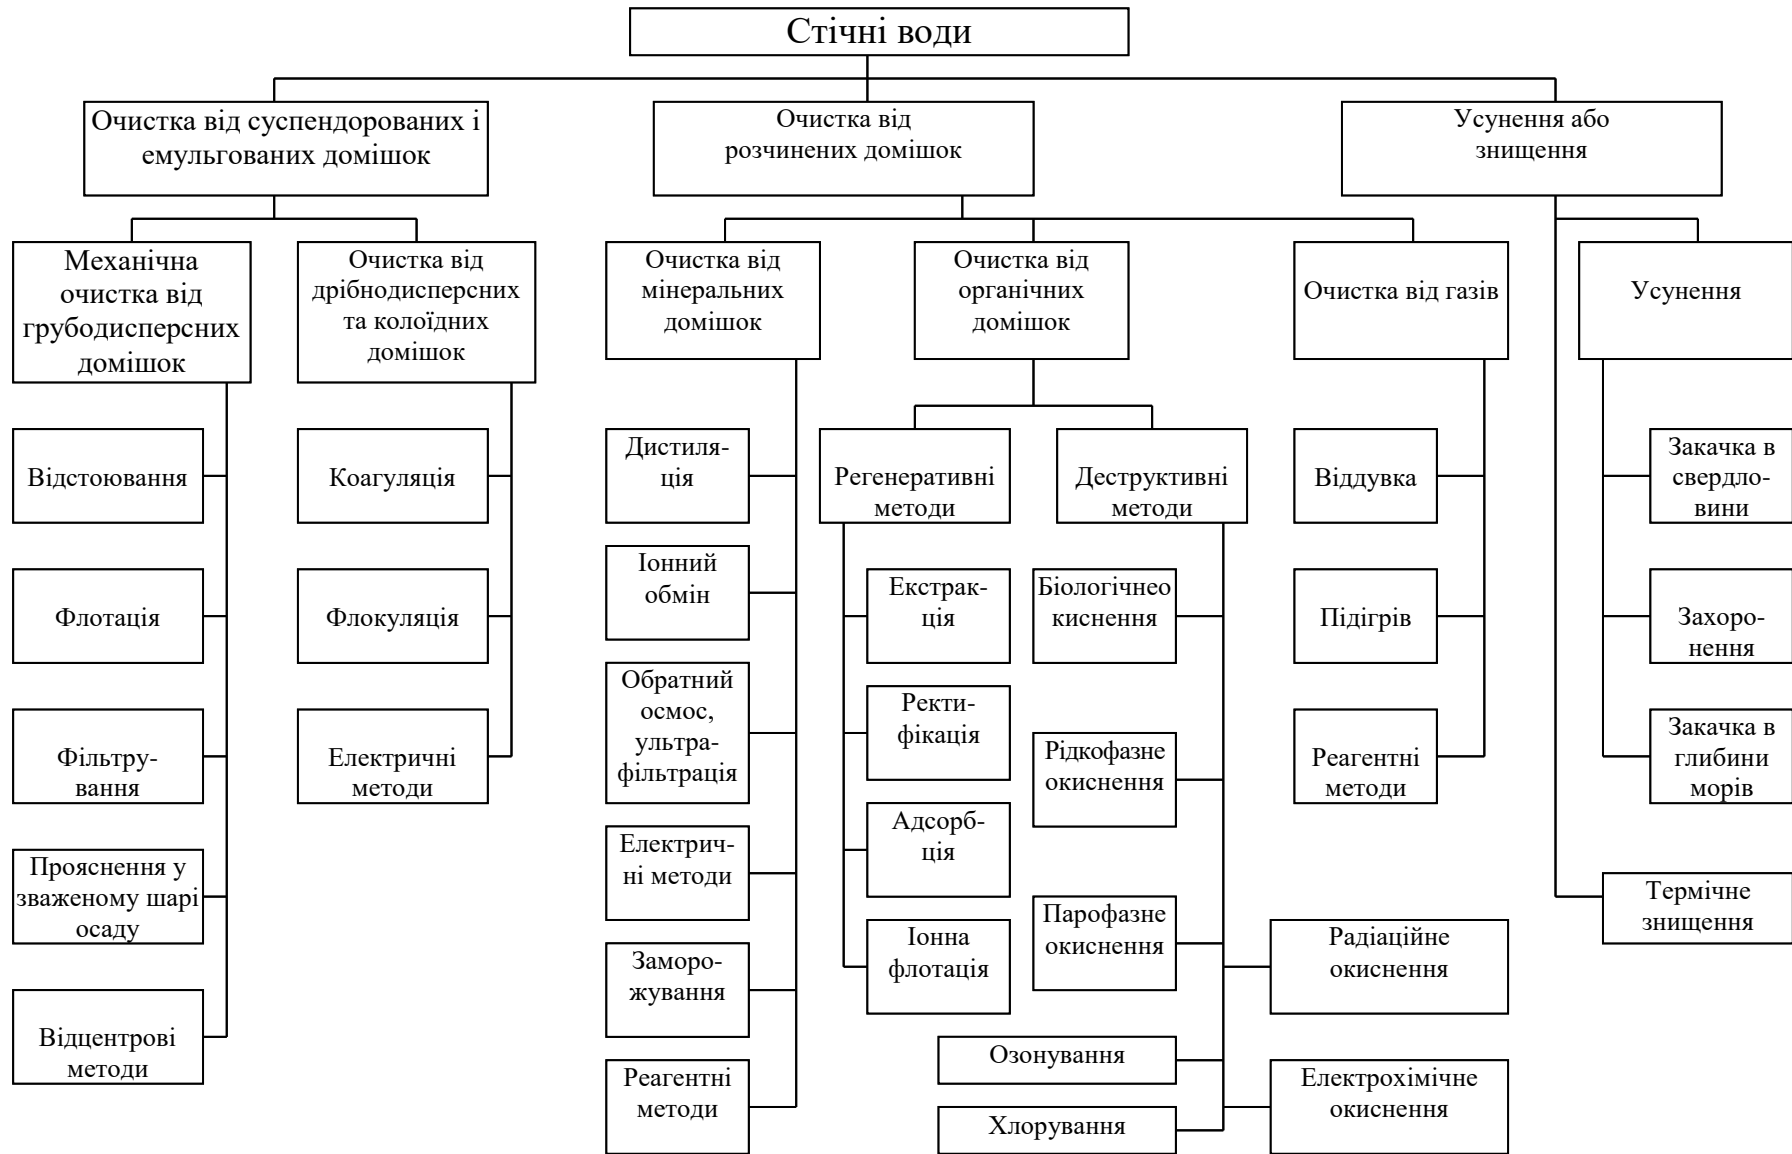 Стічні води
Очистка від суспендорованих і
емульгованих домішок
Очистка від
розчинених домішок
Усунення або
знищення
Механічна
очистка від
грубодисперсних
домішок
Очистка від
дрібнодисперсних
та колоїдних
домішок
Очистка від
мінеральних
домішок
Очистка від
органічних
домішок
Очистка від газів
Усунення
Відстоювання
Флотація
Фільтру-
вання
Прояснення у
зваженому шарі
осаду
Відцентрові
методи
Коагуляція
Флокуляція
Електричні
методи
Дистиля-
ція
Іонний
обмін
Обратний
осмос,
ультра-
фільтрація
Електрич-
ні методи
Заморо-
жування
Реагентні
методи
Регенеративні
методи
Екстрак-
ція
Ректи-
фікація
Адсорб-
ція
Іонна
флотація
Деструктивні
методи
Біологічнео
киснення
Рідкофазне
окиснення
Парофазне
окиснення
Радіаційне
окиснення
Озонування
Електрохімічне
окиснення
Хлорування
Віддувка
Підігрів
Реагентні
методи
Закачка в
свердло-
вини
Захоро-
нення
Закачка в
глибини
морів
Термічне
знищення